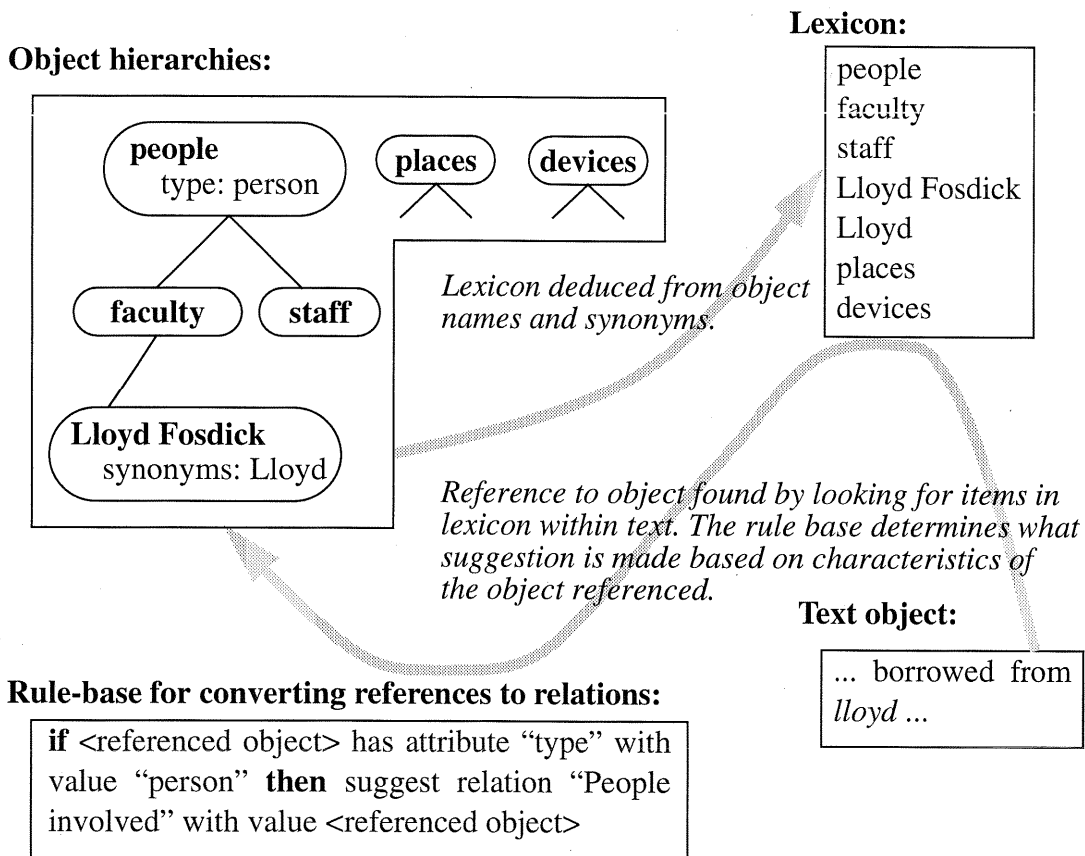 Object hierarchies:
people
type: person
places
devices
faculty
staff
Lloyd Fosdick
synonyms: Lloyd
Lexicon:
people
faculty
staff
Lloyd Fosdick
Lloyd
places
devices
Lexicon deduced from object
names and synonyms.
Reference to object found by looking for items in
lexicon within text. The rule base determines what
suggestion is made based on characteristics of
the object referenced.
Text object:
... borrowed from
lloyd ...
Rule-base for converting references to relations:
if <referenced object> has attribute “type” with
value “person” then suggest relation “People
involved” with value <referenced object>